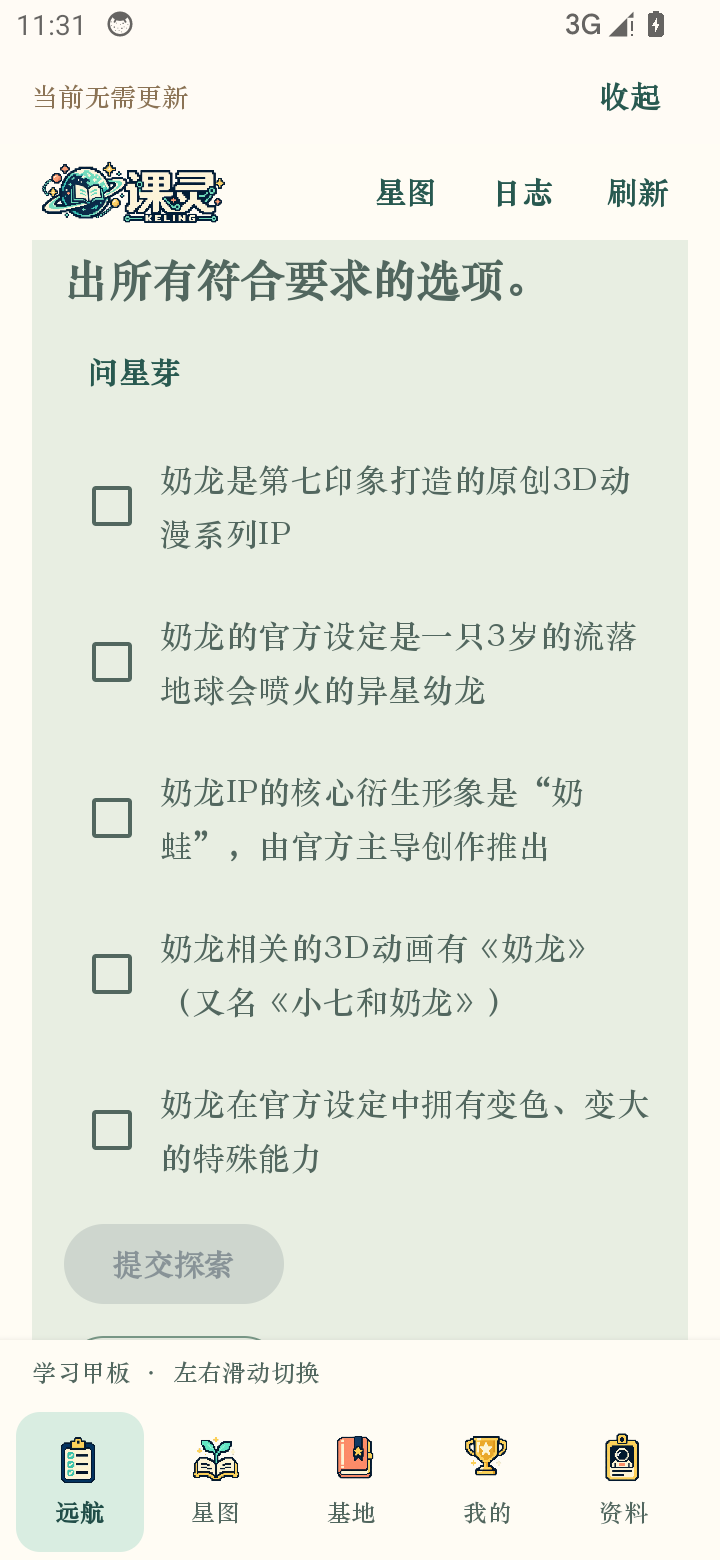 11:31
3G
当前无需更新
收起
课灵
KELING
星图
日志
刷新
出所有符合要求的选项。
问星芽
奶龙是第七印象打造的原创3D动
漫系列IP
奶龙的官方设定是一只3岁的流落
地球会喷火的异星幼龙
奶龙IP的核心衍生形象是“奶
蛙”，由官方主导创作推出
奶龙相关的3D动画有《奶龙》
（又名《小七和奶龙》）
奶龙在官方设定中拥有变色、变大
的特殊能力
提交探索
学习甲板 · 左右滑动切换
远航
星图
基地
我的
资料